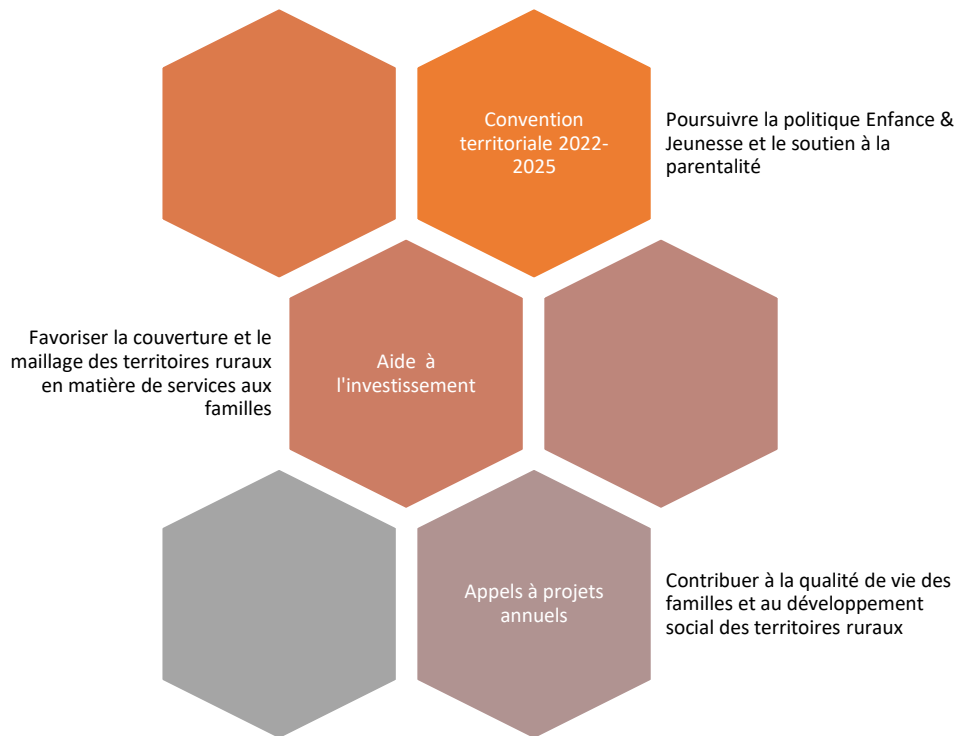 Convention
territoriale 2022-
2025
Poursuivre la politique Enfance &
Jeunesse et le soutien à la
parentalité
Favoriser la couverture et le
maillage des territoires ruraux
en matière de services aux
familles
Aide  à
l'investissement
Appels à projets
annuels
Contribuer à la qualité de vie des
familles et au développement
social des territoires ruraux